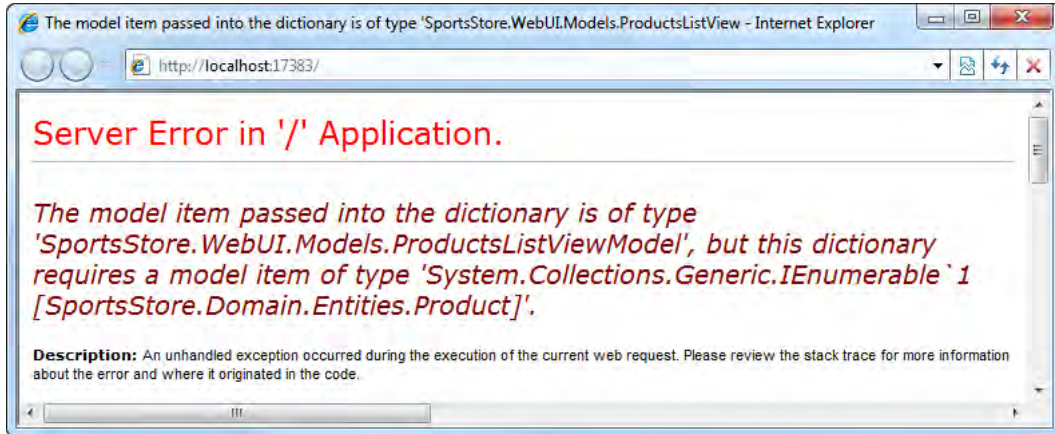 The model item passed into the dictionary is of type 'SportsStore.WebUI.Models.ProductsListView - Internet Explorer
http://localhost:17383/
Server Error in '/' Application.
The model item passed into the dictionary is of type
'SportsStore.WebUI.Models.ProductsListViewModel', but this dictionary
requires a model item of type 'System.Collections.Generic.IEnumerable`1
[SportsStore.Domain.Entities.Product]'.
Description: An unhandled exception occurred during the execution of the current web request. Please review the stack trace for more information
about the error and where it originated in the code.